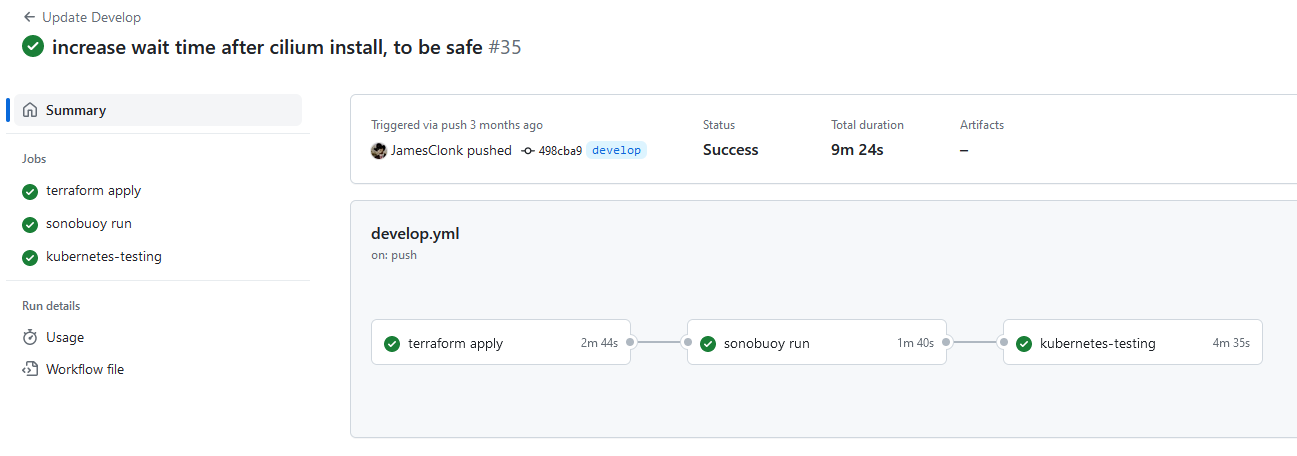 Update Develop
increase wait time after cilium install, to be safe #35
Summary
Jobs
terraform apply
sonobuoy run
kubernetes-testing
Run details
Usage
Workflow file
Triggered via push 3 months ago
JamesClonk pushed 498cba9 develop
Status
Success
Total duration
9m 24s
Artifacts
–
develop.yml
on: push
terraform apply 2m 44s
sonobuoy run 1m 40s
kubernetes-testing 4m 35s